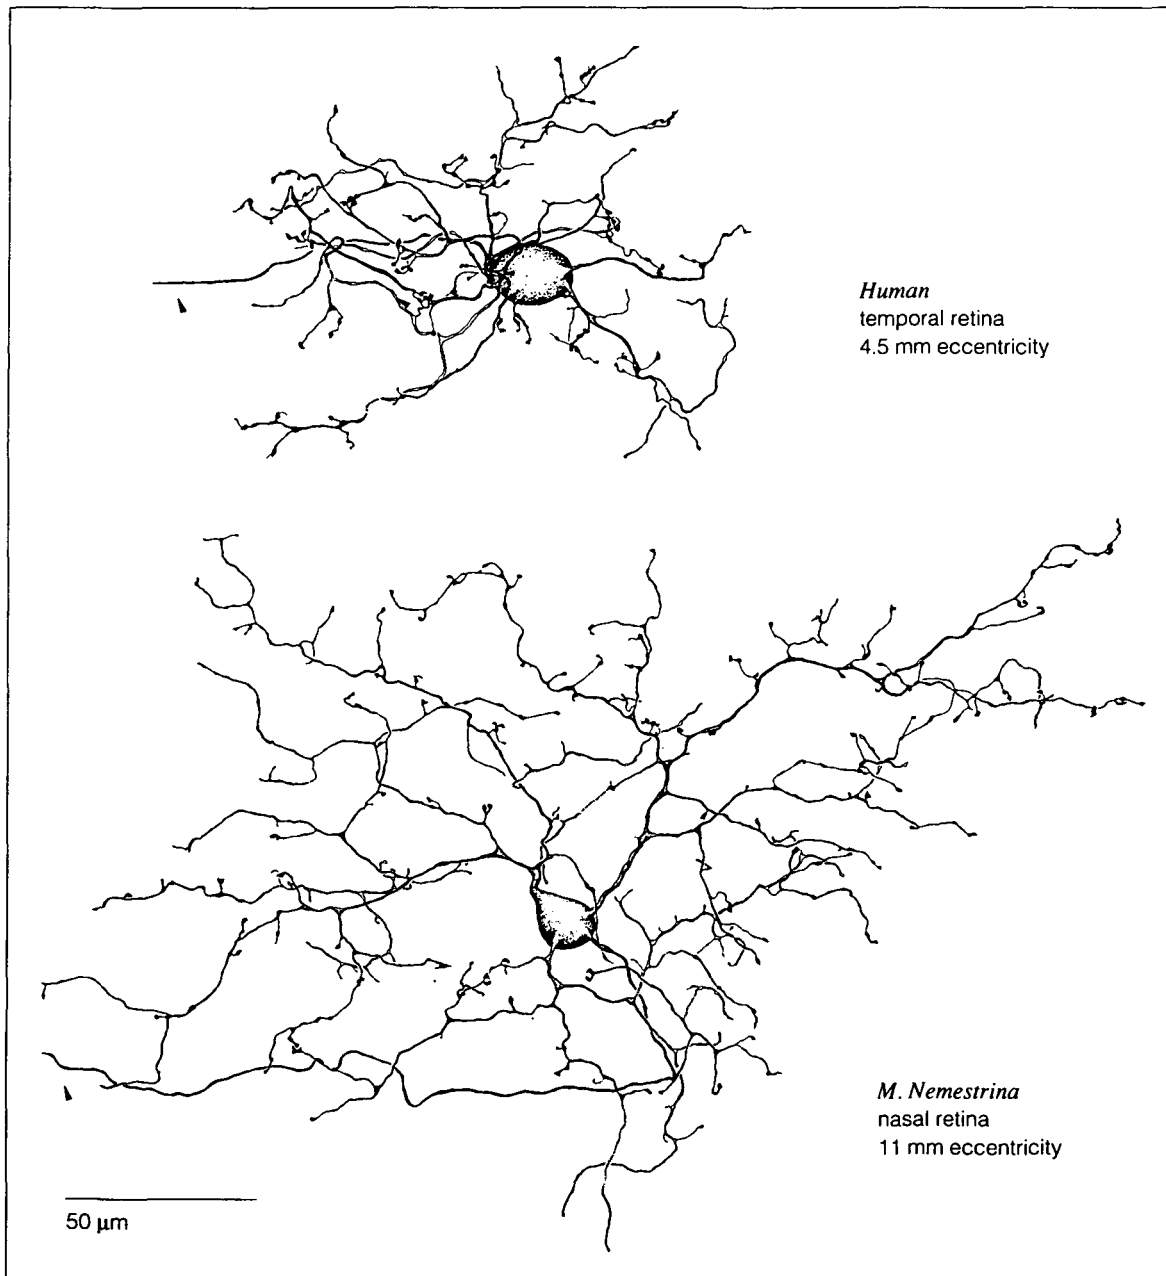 Human
temporal retina
4.5 mm eccentricity
M. Nemestrina
nasal retina
11 mm eccentricity
50 µm